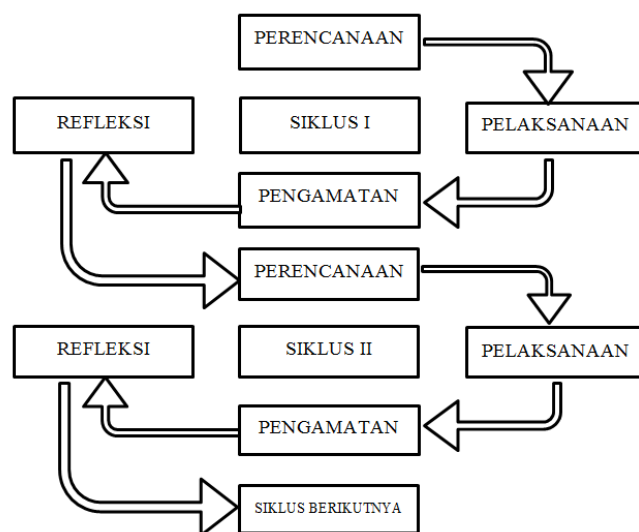 PERENCANAAN
REFLEKSI
SIKLUS I
PELAKSANAAN
PENGAMATAN
PERENCANAAN
REFLEKSI
SIKLUS II
PELAKSANAAN
PENGAMATAN
SIKLUS BERIKUTNYA